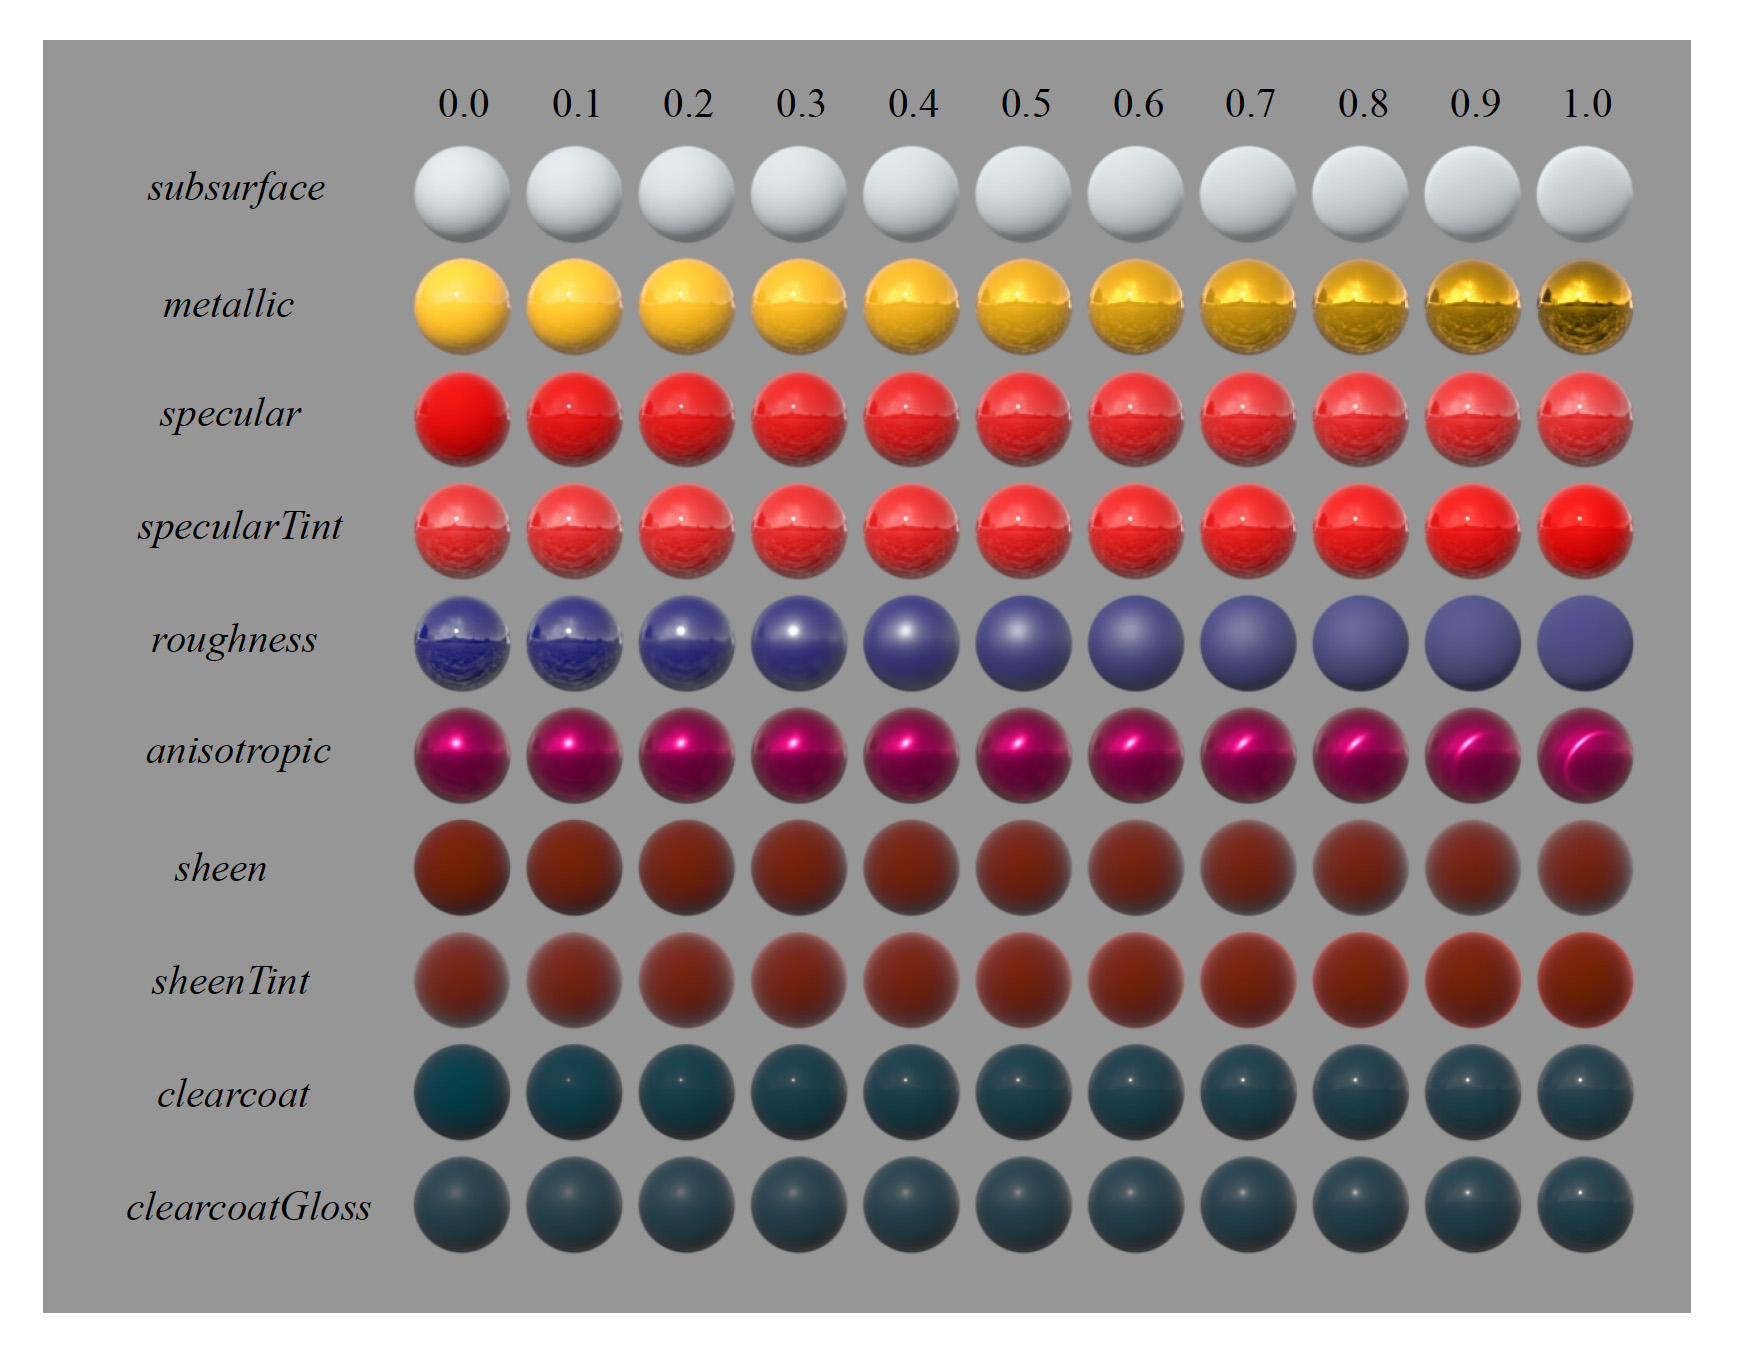 0.0 0.1 0.2 0.3 0.4 0.5 0.6 0.7 0.8 0.9 1.0
subsurface
metallic
specular
specularTint
roughness
anisotropic
sheen
sheenTint
clearcoat
clearcoatGloss